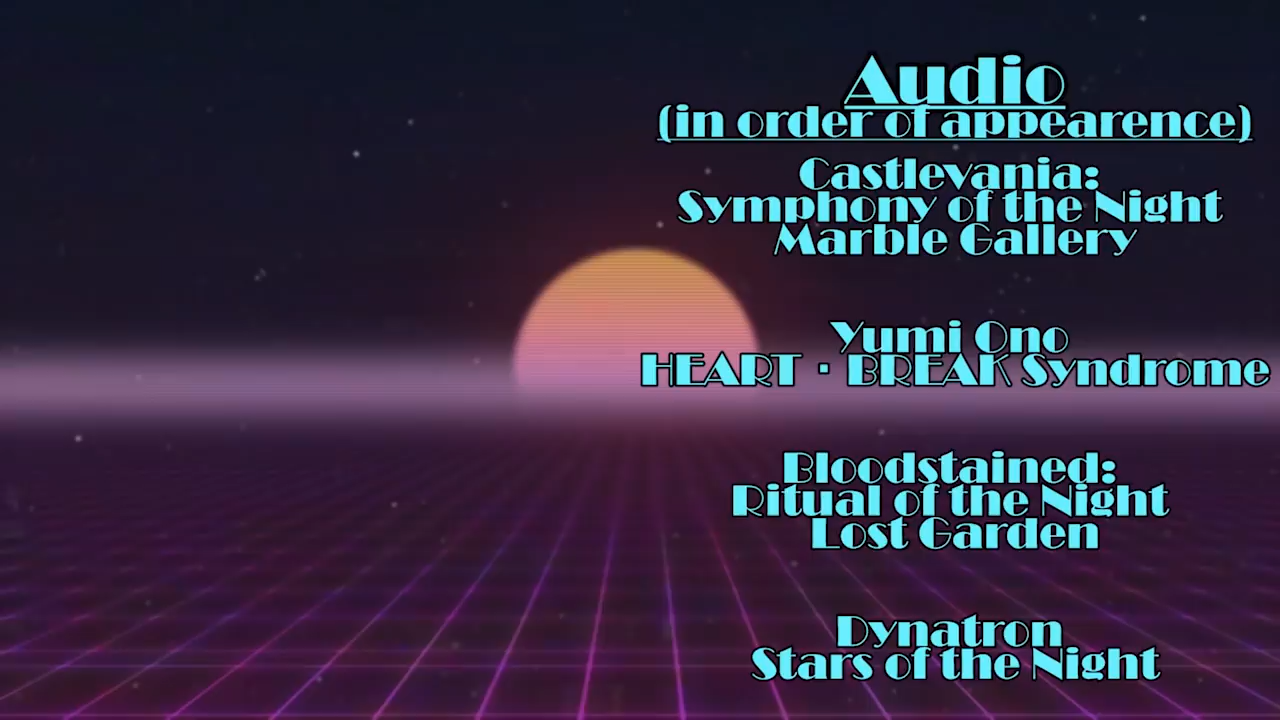 Audio
(in order of appearence)
Castlevania:
Symphony of the Night
Marble Gallery
Yumi Ono
HEART · BREAK Syndrome
Bloodstained:
Ritual of the Night
Lost Garden
Dynatron
Stars of the Night